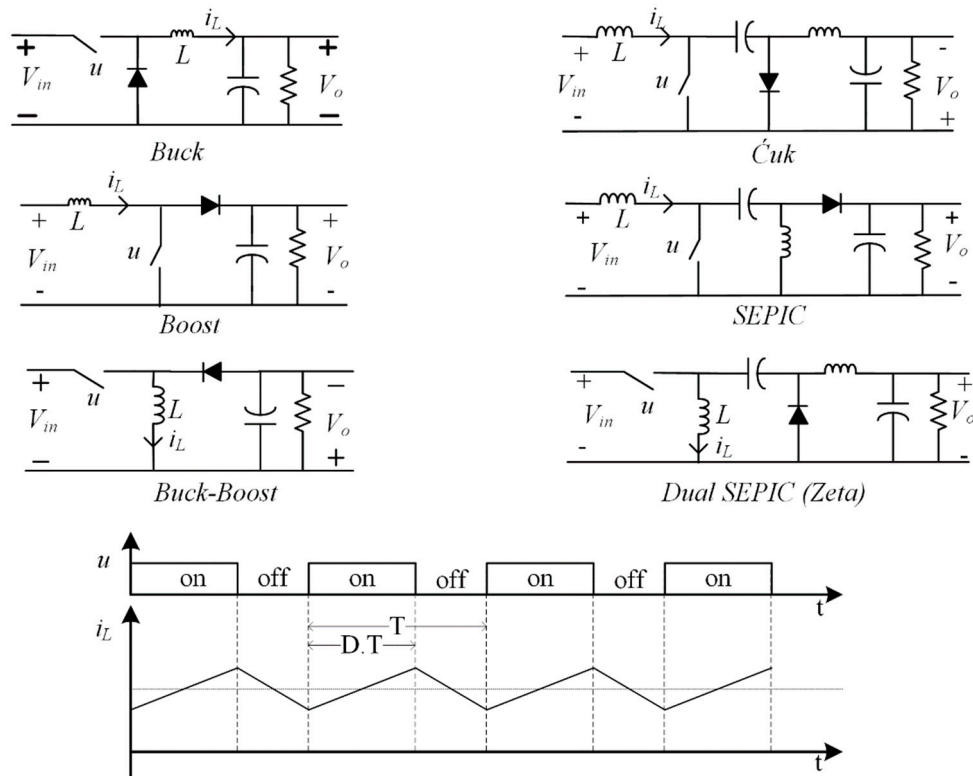 i_L
+ L +
V_in u V_o
− −
Buck
i_L
+ L -
V_in u V_o
- +
Ćuk
i_L
+ L +
V_in u V_o
- -
Boost
i_L
+ L +
V_in u V_o
- -
SEPIC
+ u −
V_in L V_o
− i_L +
Buck-Boost
+ u +
V_in L V_o
- i_L -
Dual SEPIC (Zeta)
u on off on off on off on t
i_L T
D.T
t